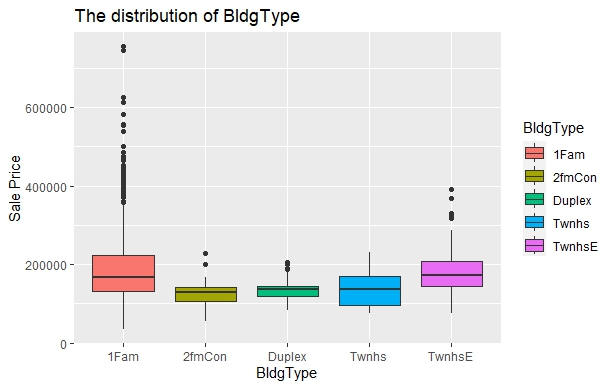 The distribution of BldgType
Sale Price
600000
400000
200000
0
1Fam 2fmCon Duplex Twnhs TwnhsE
BldgType
BldgType
1Fam
2fmCon
Duplex
Twnhs
TwnhsE